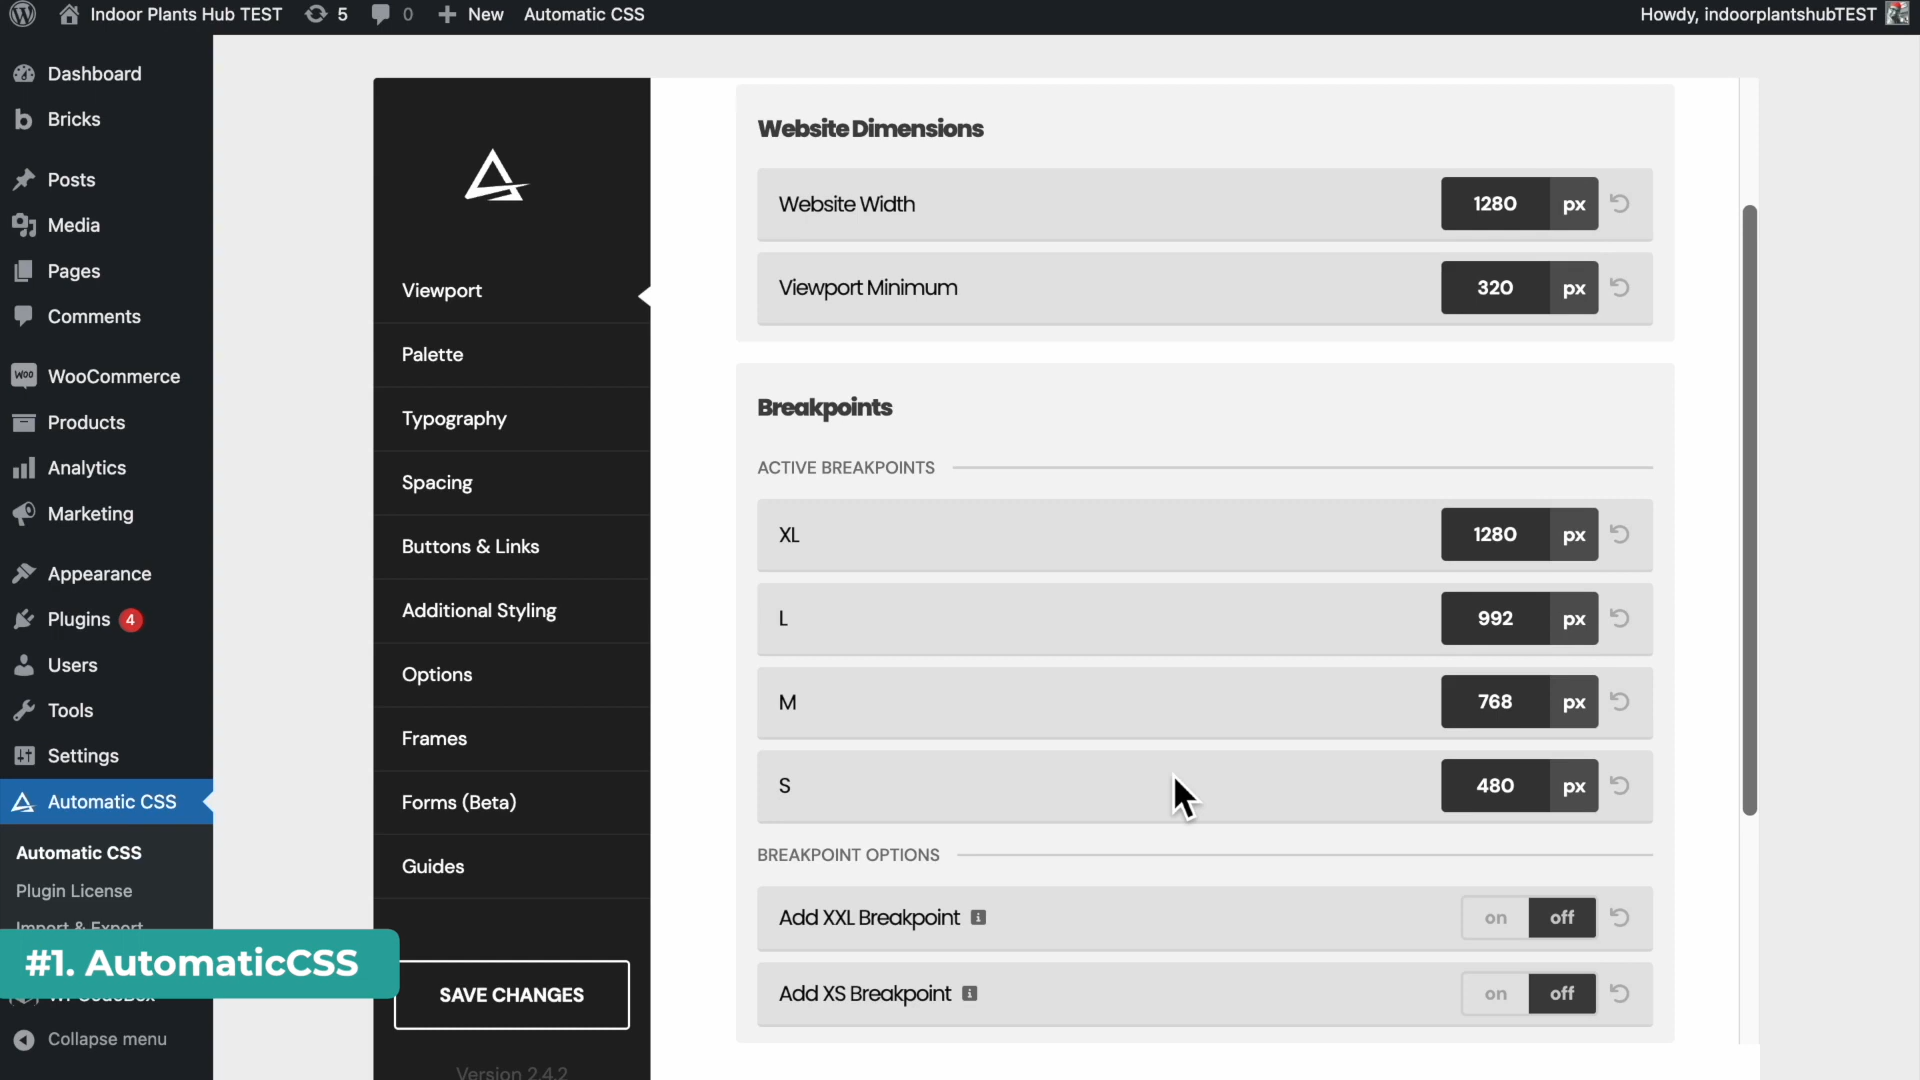 Indoor Plants Hub TEST 5 0 New Automatic CSS Howdy, indoorplantshubTEST
Dashboard
Bricks
Posts
Media
Pages
Comments
WooCommerce
Products
Analytics
Marketing
Appearance
Plugins 4
Users
Tools
Settings
Automatic CSS
Automatic CSS
Plugin License
Import & Export
#1. AutomaticCSS
Collapse menu
Viewport
Palette
Typography
Spacing
Buttons & Links
Additional Styling
Options
Frames
Forms (Beta)
Guides
SAVE CHANGES
Version 2.4.2
Website Dimensions
Website Width 1280 px
Viewport Minimum 320 px
Breakpoints
ACTIVE BREAKPOINTS
XL 1280 px
L 992 px
M 768 px
S 480 px
BREAKPOINT OPTIONS
Add XXL Breakpoint i on off
Add XS Breakpoint i on off